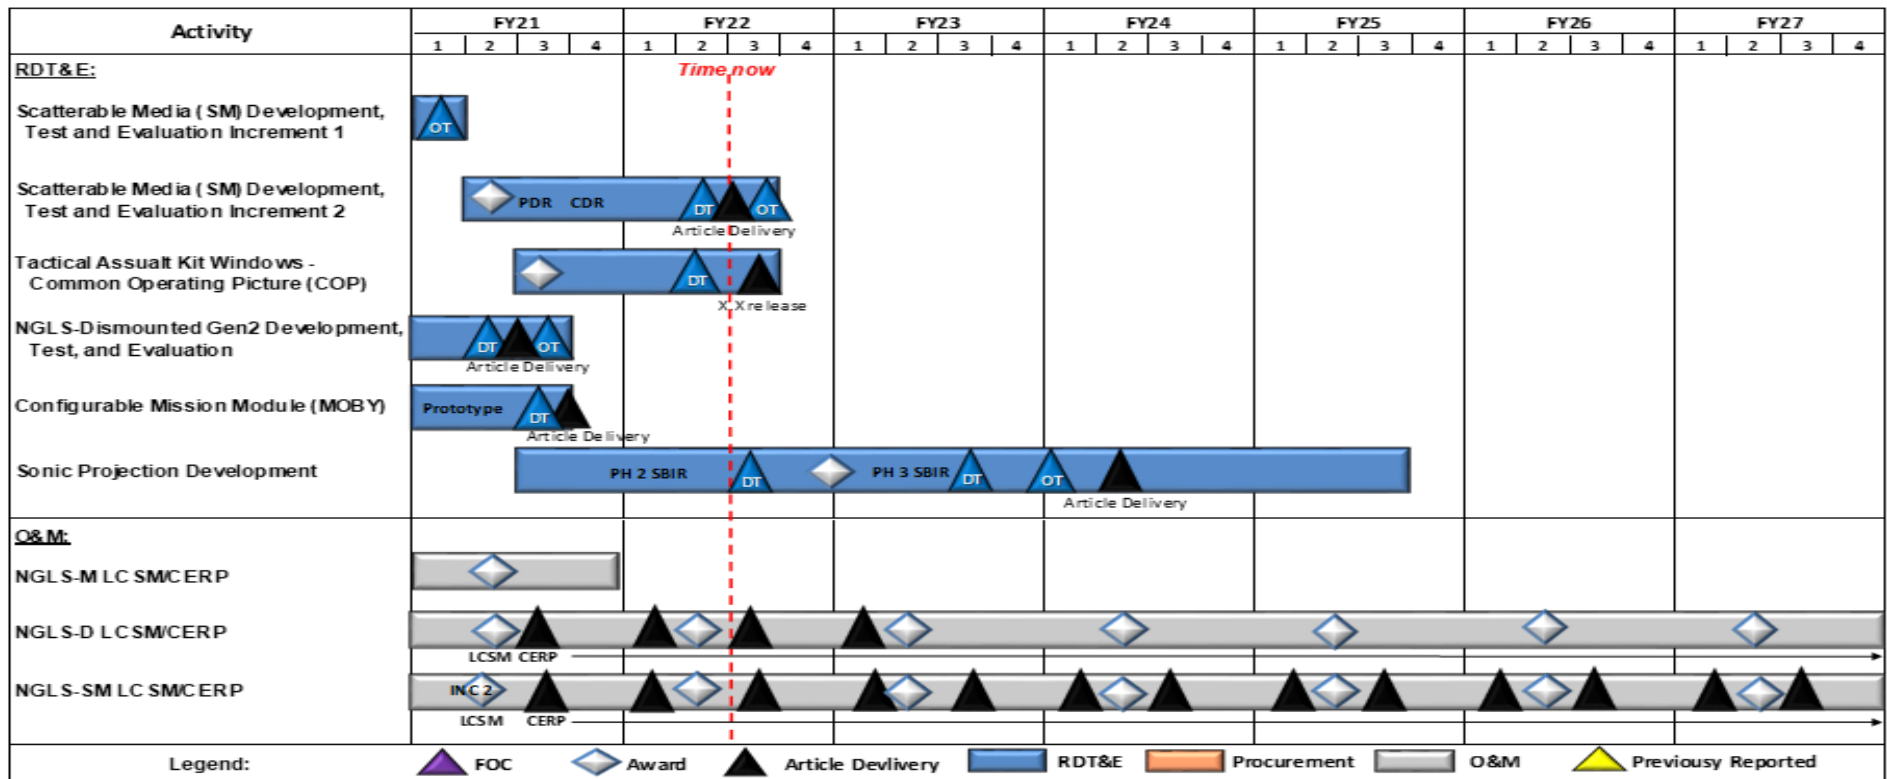 Activity
FY21 FY22 FY23 FY24 FY25 FY26 FY27
1 2 3 4 1 2 3 4 1 2 3 4 1 2 3 4 1 2 3 4 1 2 3 4 1 2 3 4
RDT&E:
Time now
Scatterable Media (SM) Development,
Test and Evaluation Increment 1
OT
Scatterable Media (SM) Development,
Test and Evaluation Increment 2
PDR CDR DT OT
Article Delivery
Tactical Assualt Kit Windows -
Common Operating Picture (COP)
DT
X.X release
NGLS-Dismounted Gen2 Development,
Test, and Evaluation
DT OT
Article Delivery
Configurable Mission Module (MOBY)
Prototype DT
Article Delivery
Sonic Projection Development
PH 2 SBIR DT PH 3 SBIR DT OT
Article Delivery
O&M:
NGLS-M LCSM/CERP
NGLS-D LCSM/CERP
LCSM CERP
NGLS-SM LCSM/CERP
INC 2
LCSM CERP
Legend: FOC Award Article Devlivery RDT&E Procurement O&M Previousy Reported